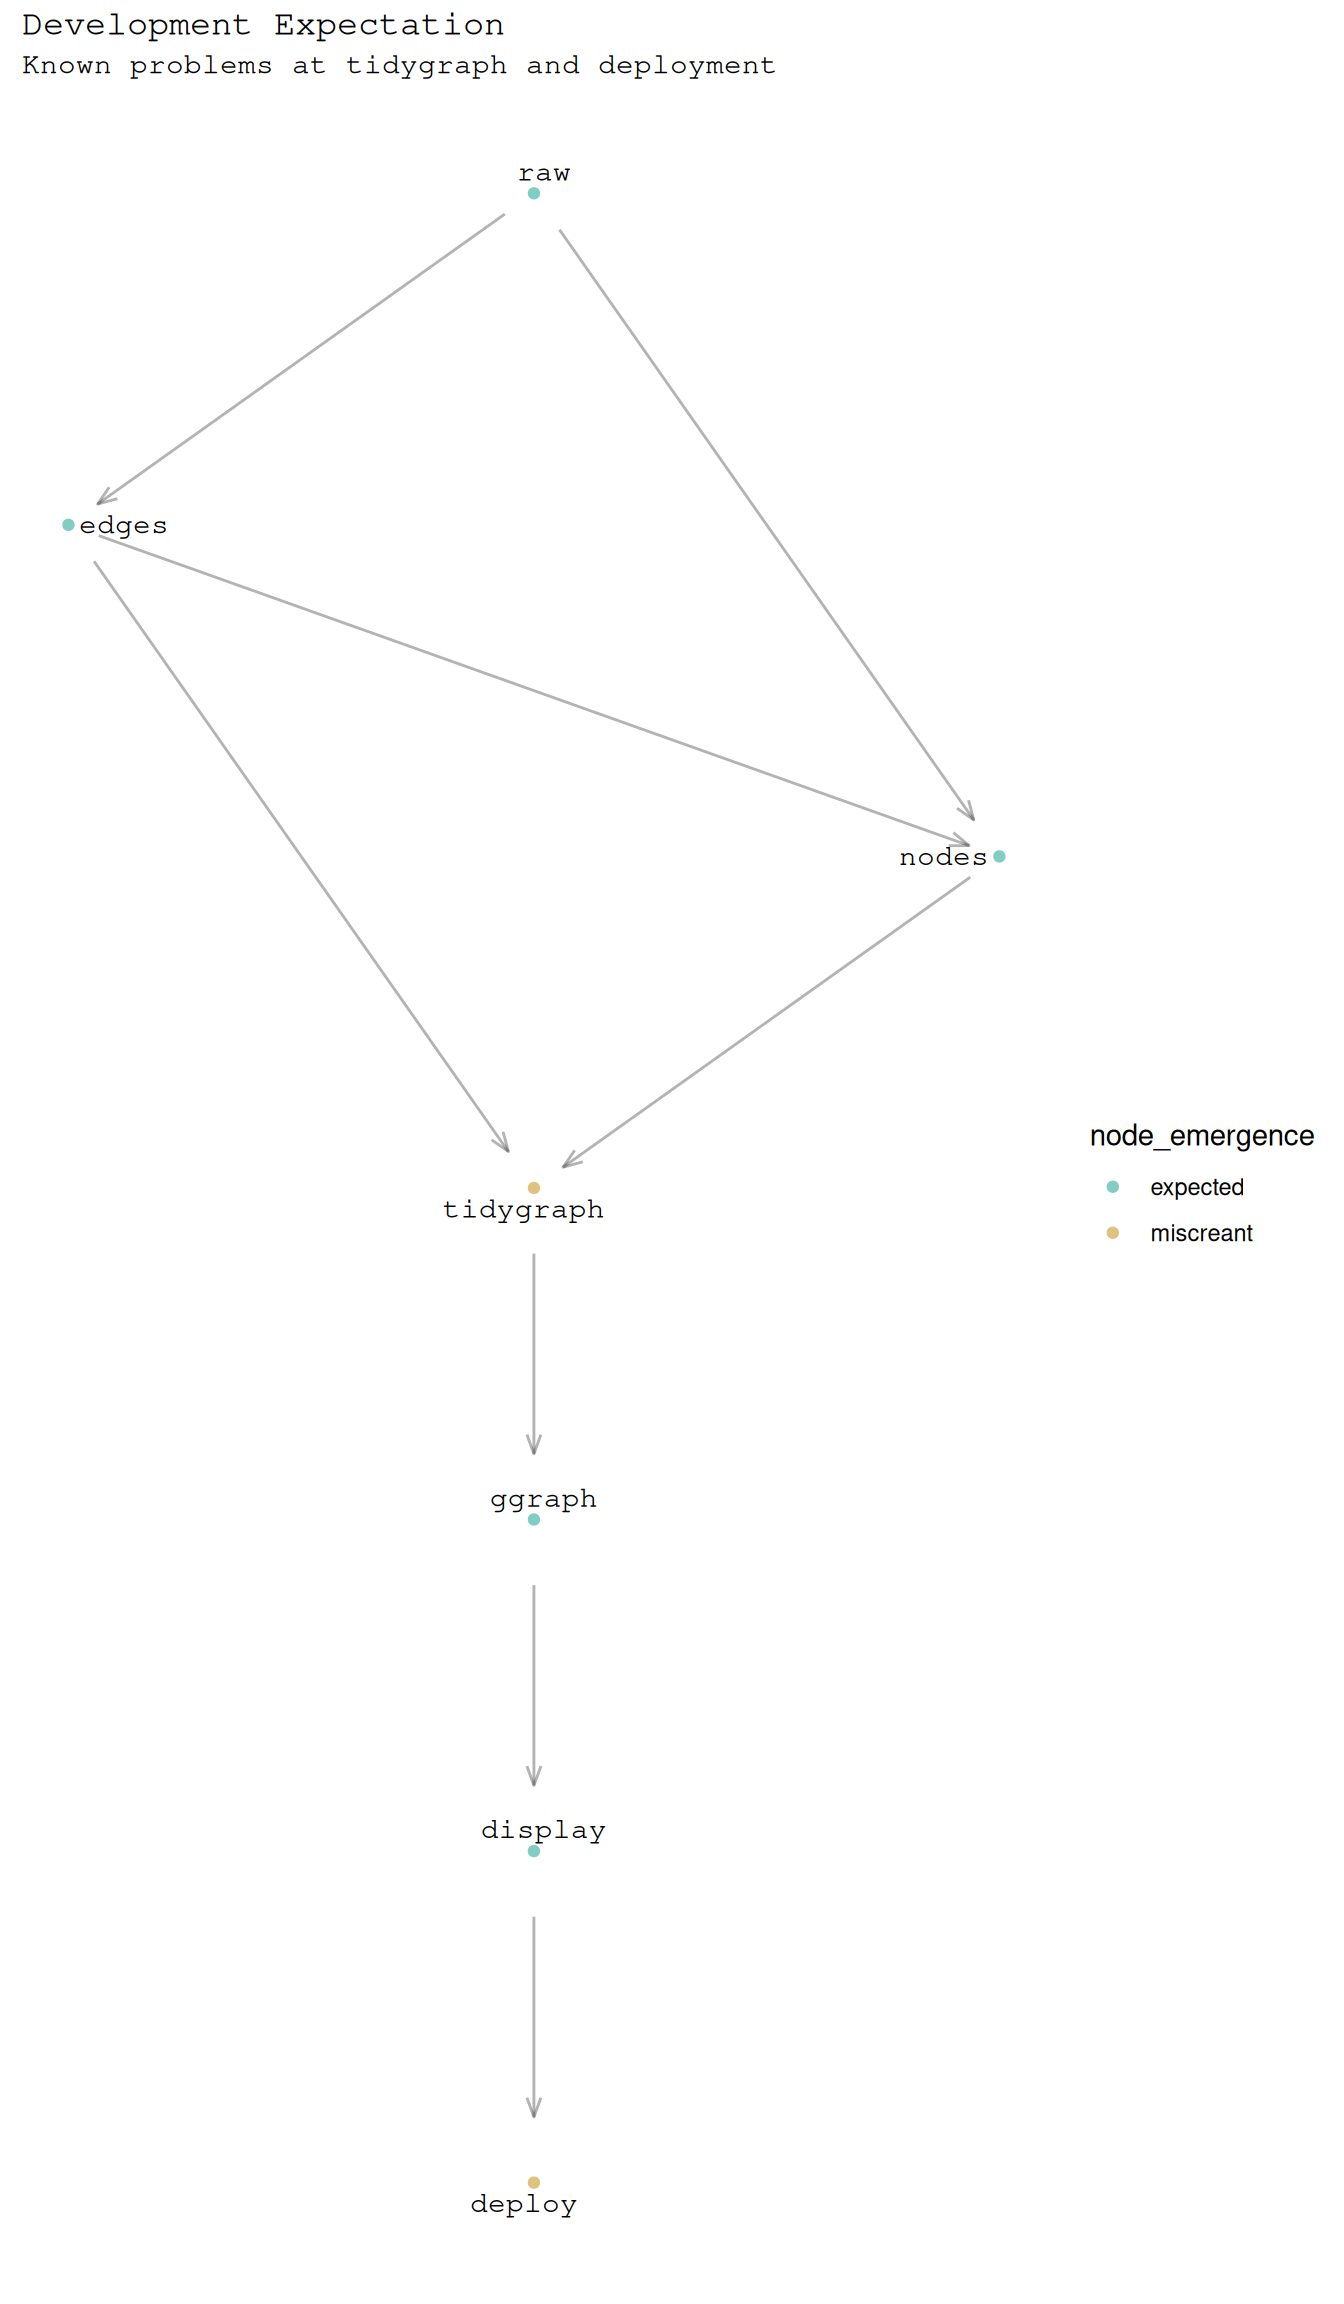 Development Expectation
Known problems at tidygraph and deployment
raw
edges
nodes
node_emergence
expected
tidygraph
miscreant
ggraph
display
deploy